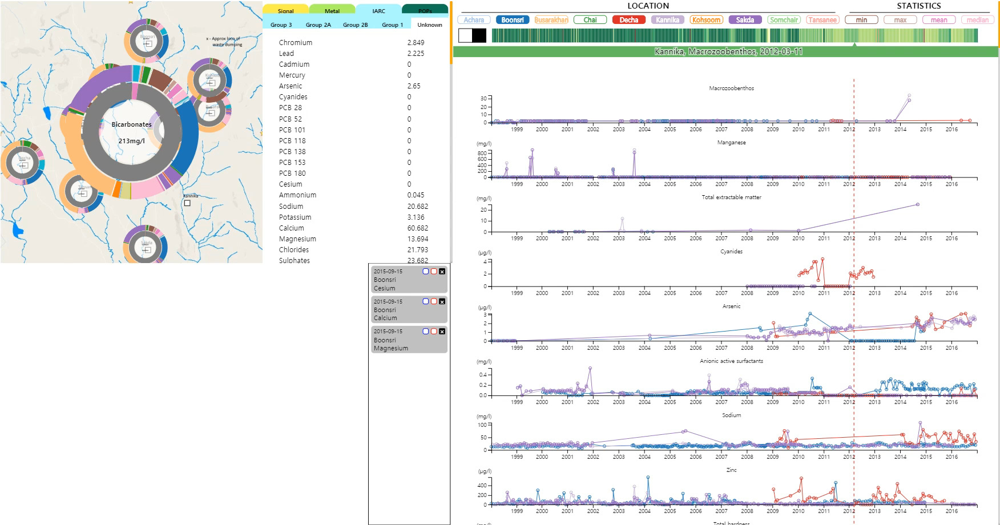 Signal Metal IARC POPs
Group 3 Group 2A Group 2B Group 1 Unknown
Chromium 2.849
Lead 2.225
Cadmium 0
Mercury 0
Arsenic 2.65
Cyanides 0
PCB 28 0
PCB 52 0
PCB 101 0
PCB 118 0
PCB 138 0
PCB 153 0
PCB 180 0
Cesium 0
Ammonium 0.045
Sodium 20.682
Potassium 3.136
Calcium 60.682
Magnesium 13.694
Chlorides 21.793
Sulphates 23.682
Boonsri
x - Approx locn of
waste dumping
Kohsoom
Decha
Kannika
Sakda
Bicarbonates
213mg/l
2015-09-15 x
Boonsri
Cesium
2015-09-15 x
Boonsri
Calcium
2015-09-15 x
Boonsri
Magnesium
LOCATION STATISTICS
Achara Boonsri Busarakhan Chai Decha Kannika Kohsoom Sakda Somchair Tansanee min max mean median
Kannika, Macrozoobenthos, 2012-03-11
Macrozoobenthos
30
20
10
0
1999 2000 2001 2002 2003 2004 2005 2006 2007 2008 2009 2010 2011 2012 2013 2014 2015 2016
Manganese
(mg/l)
800
600
400
200
0
1999 2000 2001 2002 2003 2004 2005 2006 2007 2008 2009 2010 2011 2012 2013 2014 2015 2016
Total extractable matter
(mg/l)
20
10
0
1999 2000 2001 2002 2003 2004 2005 2006 2007 2008 2009 2010 2011 2012 2013 2014 2015 2016
Cyanides
(µg/l)
4
2
0
1999 2000 2001 2002 2003 2004 2005 2006 2007 2008 2009 2010 2011 2012 2013 2014 2015 2016
Arsenic
(µg/l)
3
2
1
0
1999 2000 2001 2002 2003 2004 2005 2006 2007 2008 2009 2010 2011 2012 2013 2014 2015 2016
Anionic active surfactants
(mg/l)
0.4
0.2
0.0
1999 2000 2001 2002 2003 2004 2005 2006 2007 2008 2009 2010 2011 2012 2013 2014 2015 2016
Sodium
(mg/l)
100
50
0
1999 2000 2001 2002 2003 2004 2005 2006 2007 2008 2009 2010 2011 2012 2013 2014 2015 2016
Zinc
(µg/l)
400
200
0
1999 2000 2001 2002 2003 2004 2005 2006 2007 2008 2009 2010 2011 2012 2013 2014 2015 2016
Total hardness